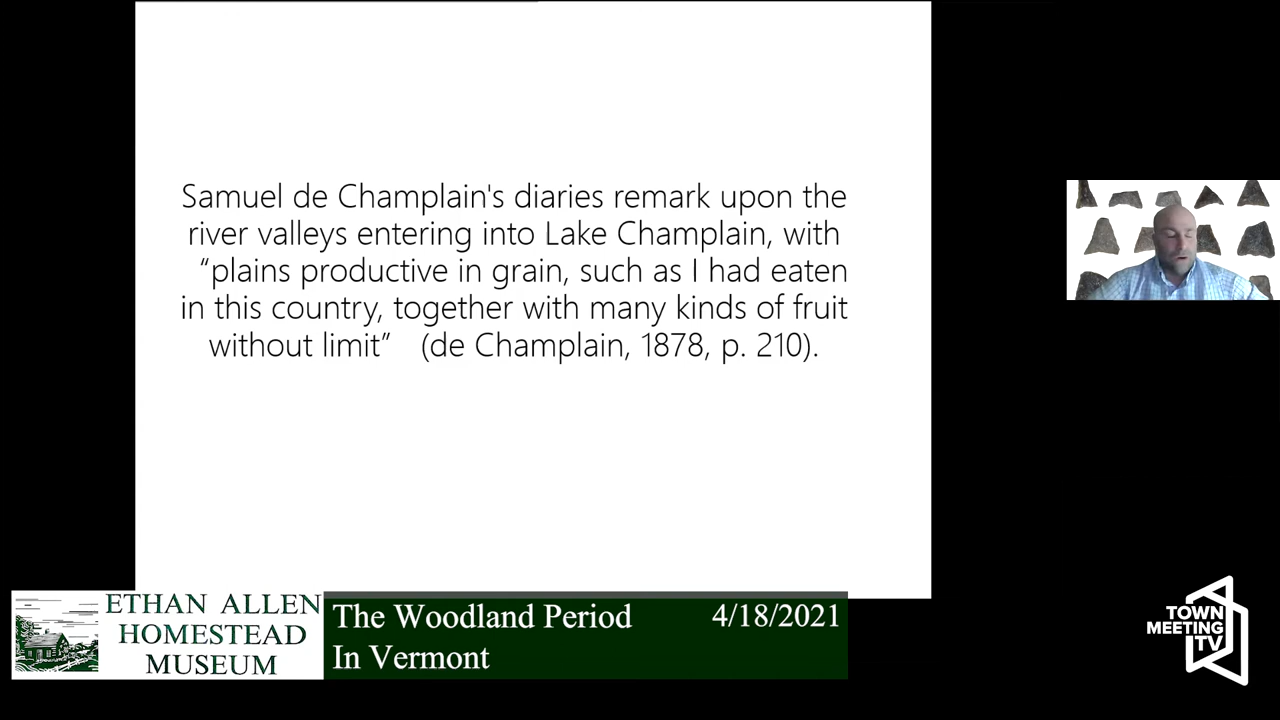 Samuel de Champlain's diaries remark upon the
river valleys entering into Lake Champlain, with
“plains productive in grain, such as I had eaten
in this country, together with many kinds of fruit
without limit” (de Champlain, 1878, p. 210).
ETHAN ALLEN
HOMESTEAD
MUSEUM
The Woodland Period 4/18/2021
In Vermont
TOWN
MEETING
TV